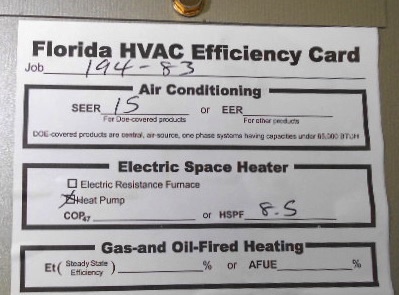 Florida HVAC Efficiency Card
Job 194-83
Air Conditioning
SEER 15 or EER
For Doe-covered products For other products
DOE-covered products are central, air-source, one phase systems having capacities under 65,000 BTUH
Electric Space Heater
☐ Electric Resistance Furnace
☒ Heat Pump
COP47 or HSPF 8.5
Gas-and Oil-Fired Heating
Et( Steady State Efficiency ) % or AFUE %